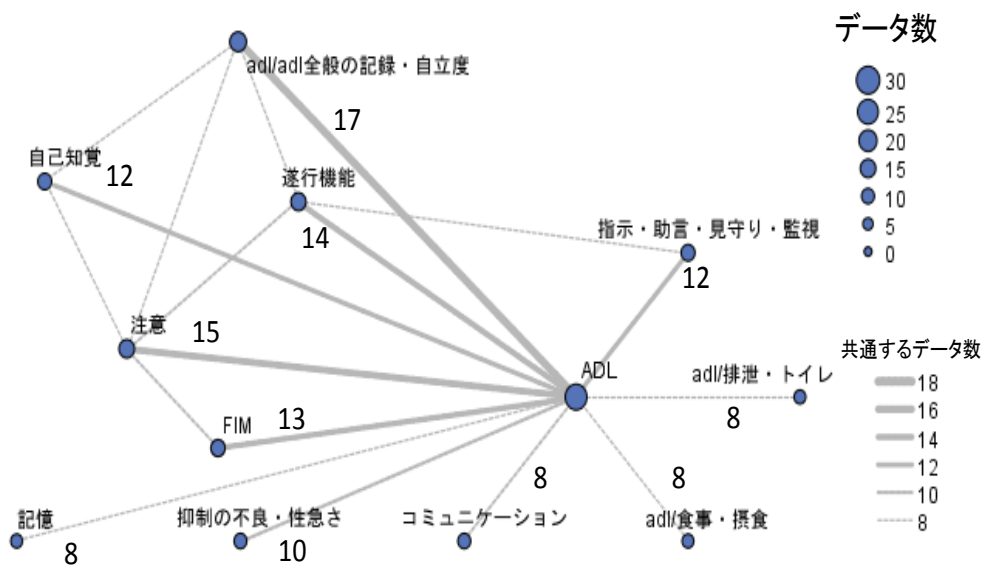 データ数
30
25
20
15
10
5
0
adl/adl全般の記録・自立度
17
自己知覚
12
遂行機能
14
指示・助言・見守り・監視
12
注意
15
共通するデータ数
18
16
14
12
10
8
ADL
adl/排泄・トイレ
8
FIM
13
8
8
記憶
8
抑制の不良・性急さ
10
コミュニケーション
adl/食事・摂食